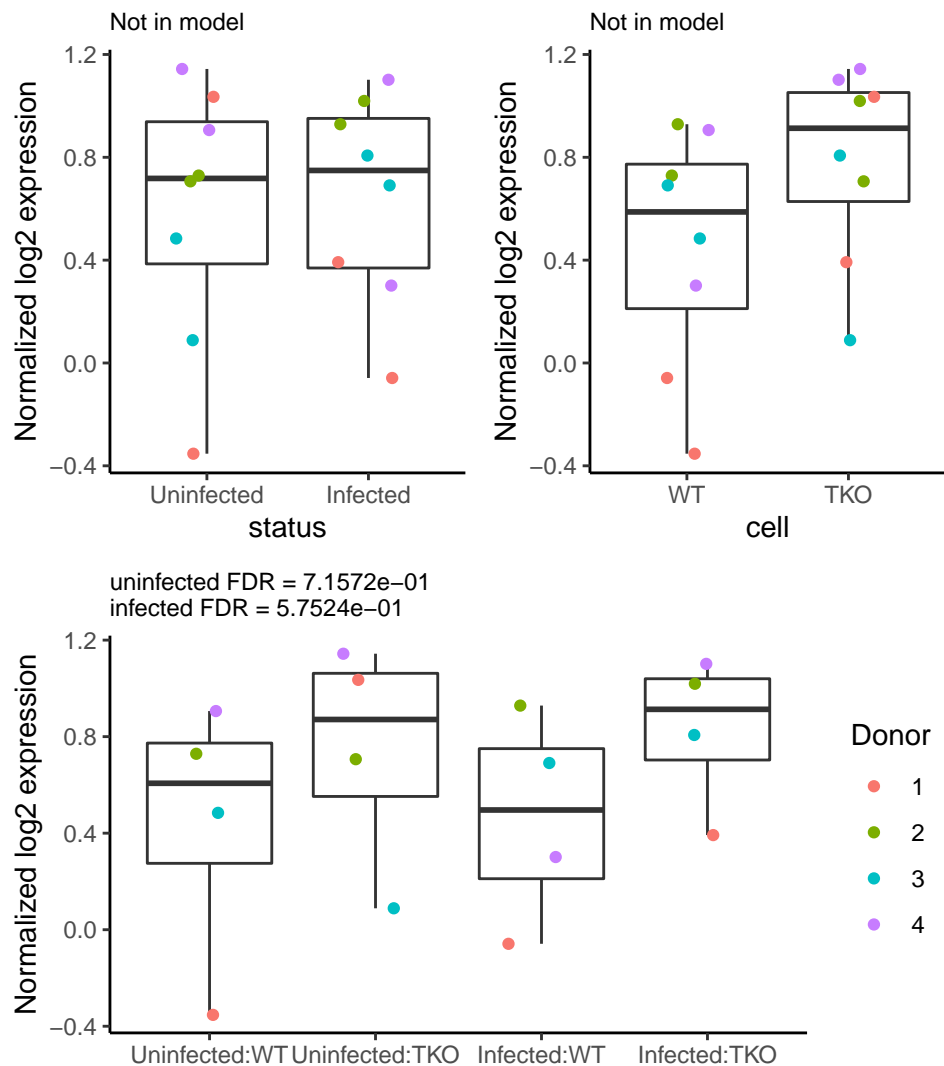 Not in model
Normalized log2 expression
1.2
0.8
0.4
0.0
−0.4
Uninfected Infected
status
Not in model
Normalized log2 expression
1.2
0.8
0.4
0.0
−0.4
WT TKO
cell
uninfected FDR = 7.1572e−01
infected FDR = 5.7524e−01
Normalized log2 expression
1.2
0.8
0.4
0.0
−0.4
Uninfected:WT Uninfected:TKO Infected:WT Infected:TKO
Donor
1
2
3
4